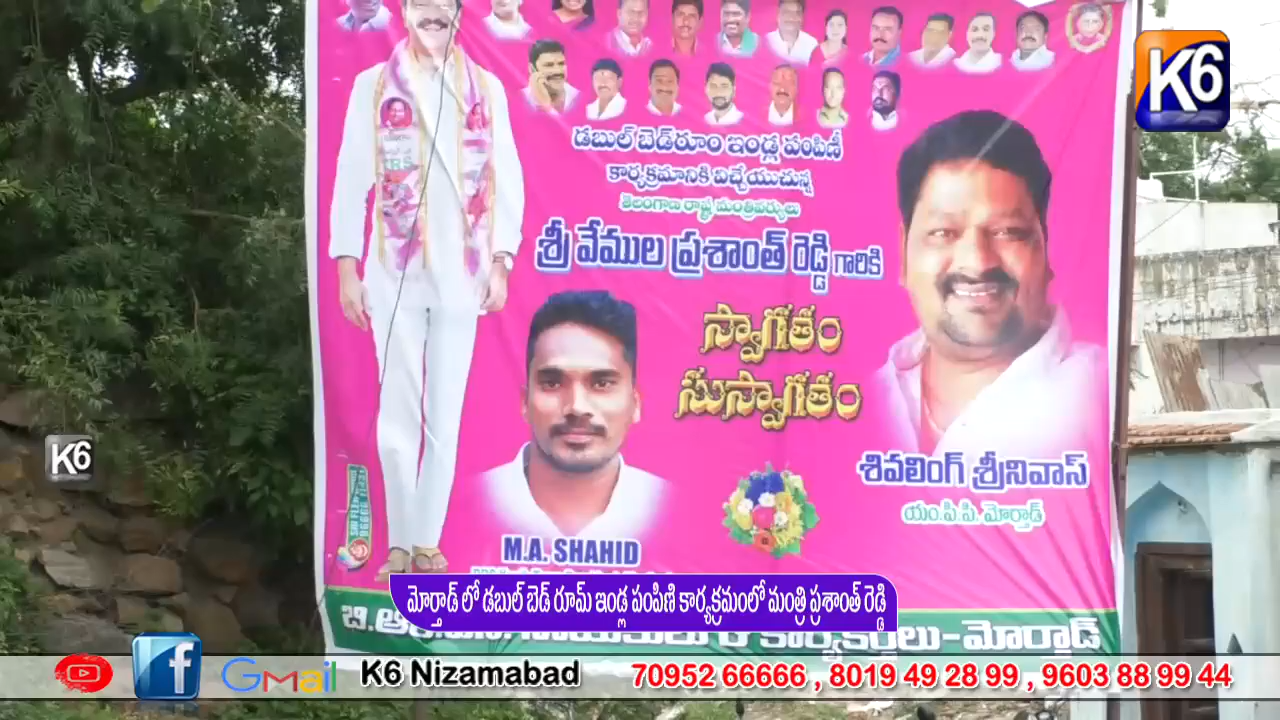 K6
డబుల్ బెడ్‌రూం ఇండ్ల పంపిణీ
కార్యక్రమానికి విచ్చేయుచున్న
తెలంగాణ రాష్ట్ర మంత్రివర్యులు
శ్రీ వేముల ప్రశాంత్ రెడ్డి గారికి
స్వాగతం
సుస్వాగతం
K6
శివలింగ్ శ్రీనివాస్
యం.పి.పి. మోర్తాడ్
M.A. SHAHID
మోర్తాడ్ లో డబుల్ బెడ్ రూమ్ ఇండ్ల పంపిణి కార్యక్రమంలో మంత్రి ప్రశాంత్ రెడ్డి
కార్యకర్తలు-మోర్తాడ్
f Gmail K6 Nizamabad 70952 66666 , 8019 49 28 99 , 9603 88 99 44